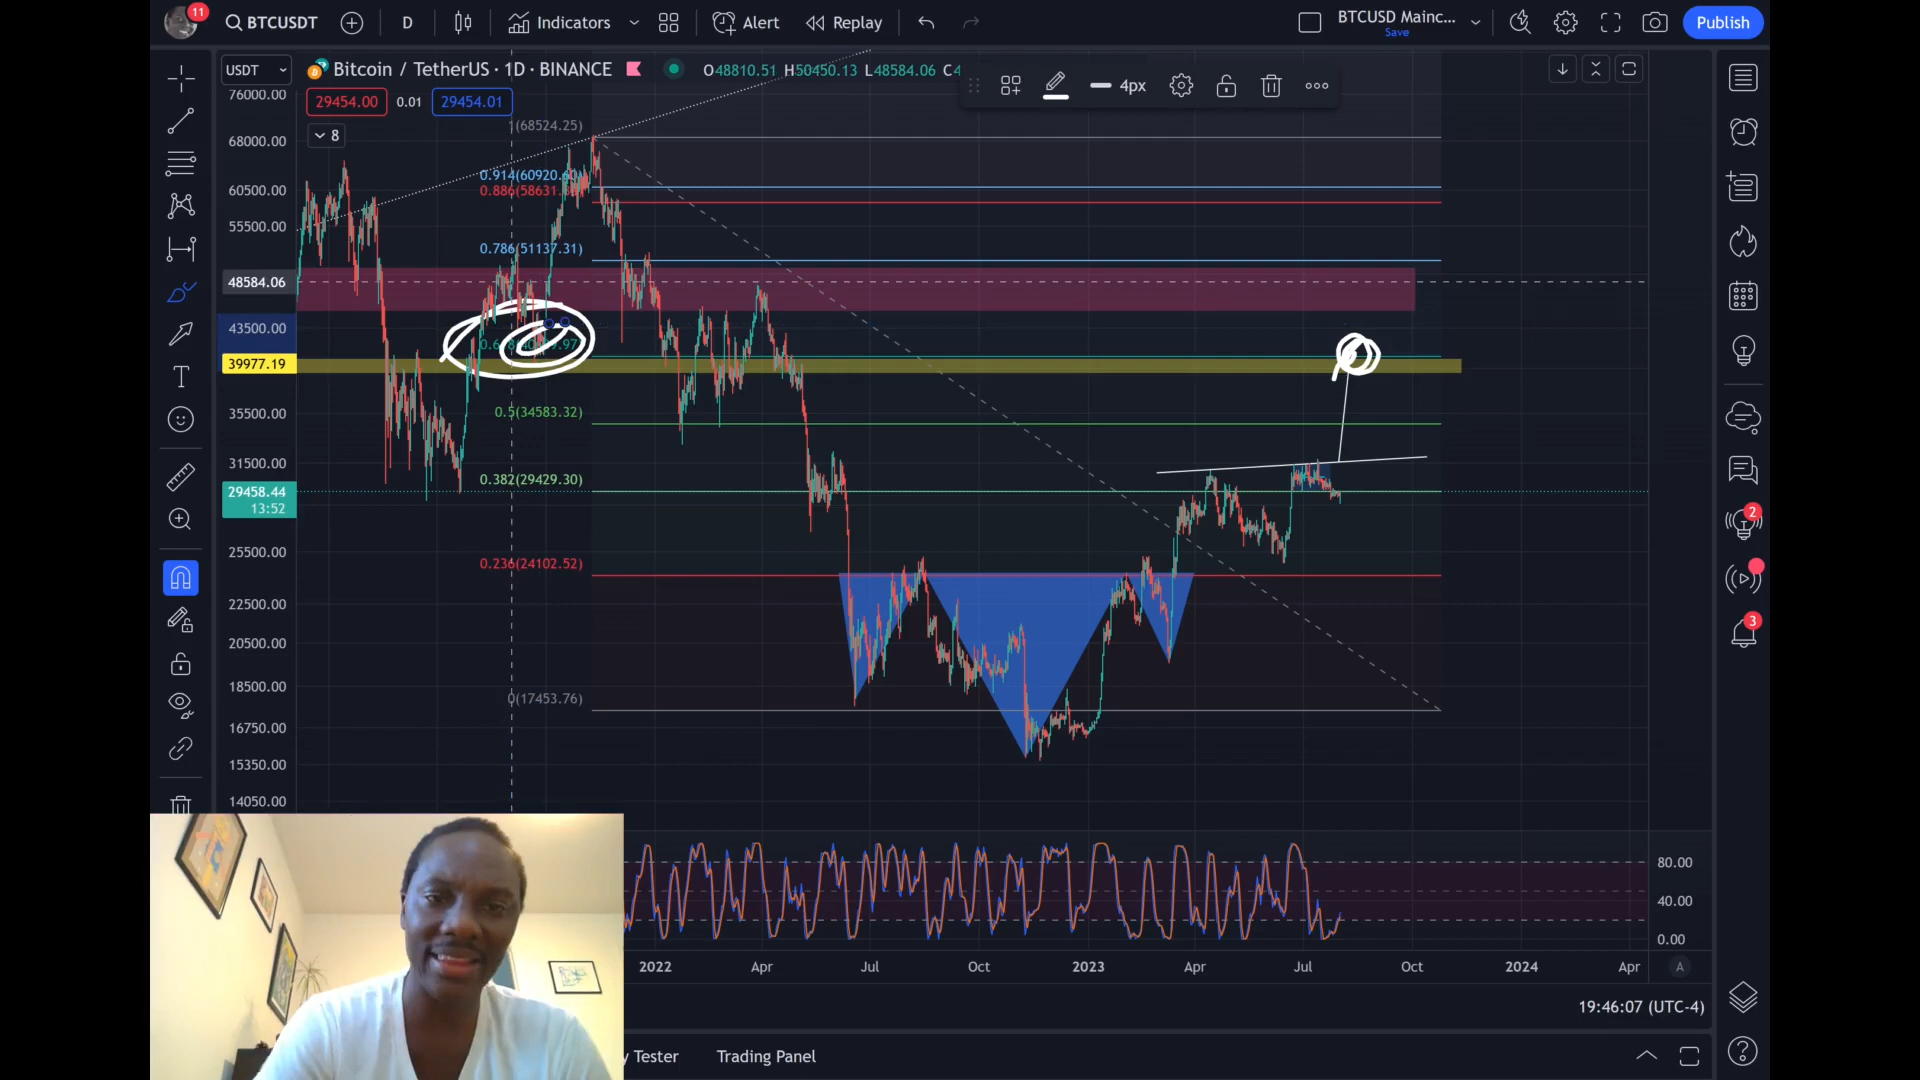 11
BTCUSDT
D
Indicators
Alert
Replay
BTCUSD Mainc...
Save
Publish
USDT
Bitcoin / TetherUS · 1D · BINANCE
O48810.51 H50450.13 L48584.06 C4
4px
29454.00
0.01
29454.01
8
76000.00
68000.00
60500.00
55500.00
48584.06
43500.00
39977.19
35500.00
31500.00
29458.44
13:52
25500.00
22500.00
20500.00
18500.00
16750.00
15350.00
14050.00
1(68524.25)
0.914(60920.60)
0.886(58631.
0.786(51137.31)
0.5(34583.32)
0.382(29429.30)
0.236(24102.52)
0(17453.76)
2
3
80.00
40.00
0.00
2022
Apr
Jul
Oct
2023
Apr
Jul
Oct
2024
Apr
A
19:46:07 (UTC-4)
y Tester
Trading Panel